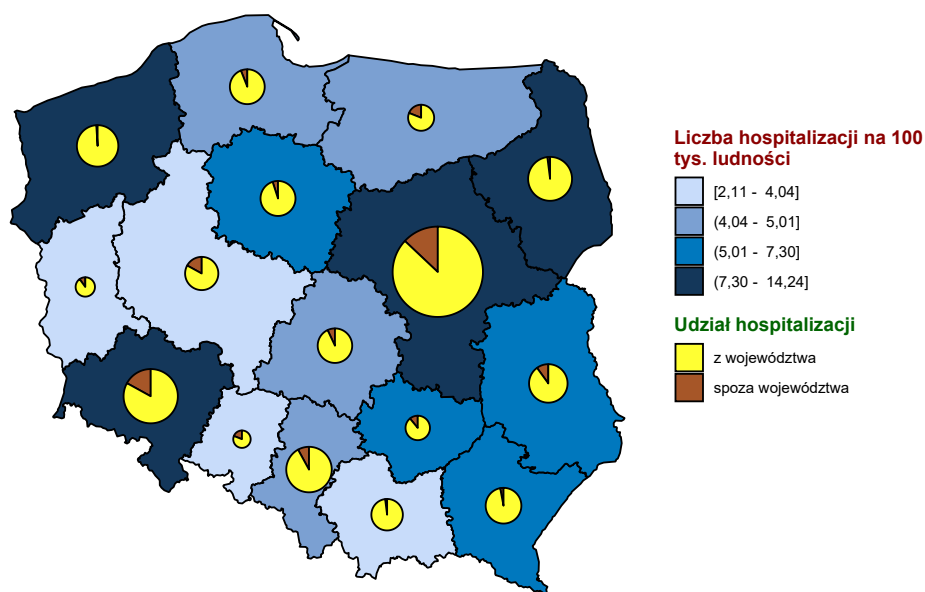 Liczba hospitalizacji na 100
tys. ludności
[2,11 - 4,04]
(4,04 - 5,01]
(5,01 - 7,30]
(7,30 - 14,24]
Udział hospitalizacji
z województwa
spoza województwa